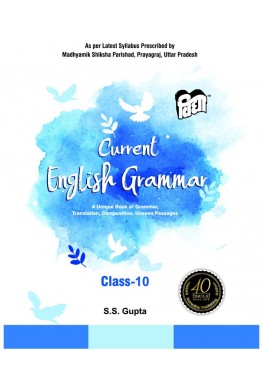 As per Latest Syllabus Prescribed by
Madhyamik Shiksha Parishad, Prayagraj, Uttar Pradesh
विद्या
Current
English Grammar
A Unique Book of Grammar,
Translation, Composition, Unseen Passages
Class-10
40
S.S. Gupta